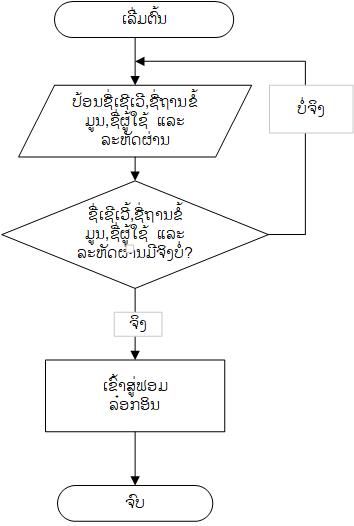 ເລີ່ມຕົ້ນ
ປ້ອນຊື່ເຊີເວີ,ຊື່ຖານຂໍ້
ມູນ,ຊື່ຜູ້ໃຊ້ ແລະ
ລະຫັດຜ່ານ
ບໍ່ຈິງ
ຊື່ເຊີເວີ້,ຊື່ຖານຂໍ້
ມູນ,ຊື່ຜູ້ໃຊ້ ແລະ
ລະຫັດຜ່ານມີຈິງບໍ່?
ຈິງ
ເຂົ້າສູ່ຟອມ
ລ໋ອກອິນ
ຈົບ